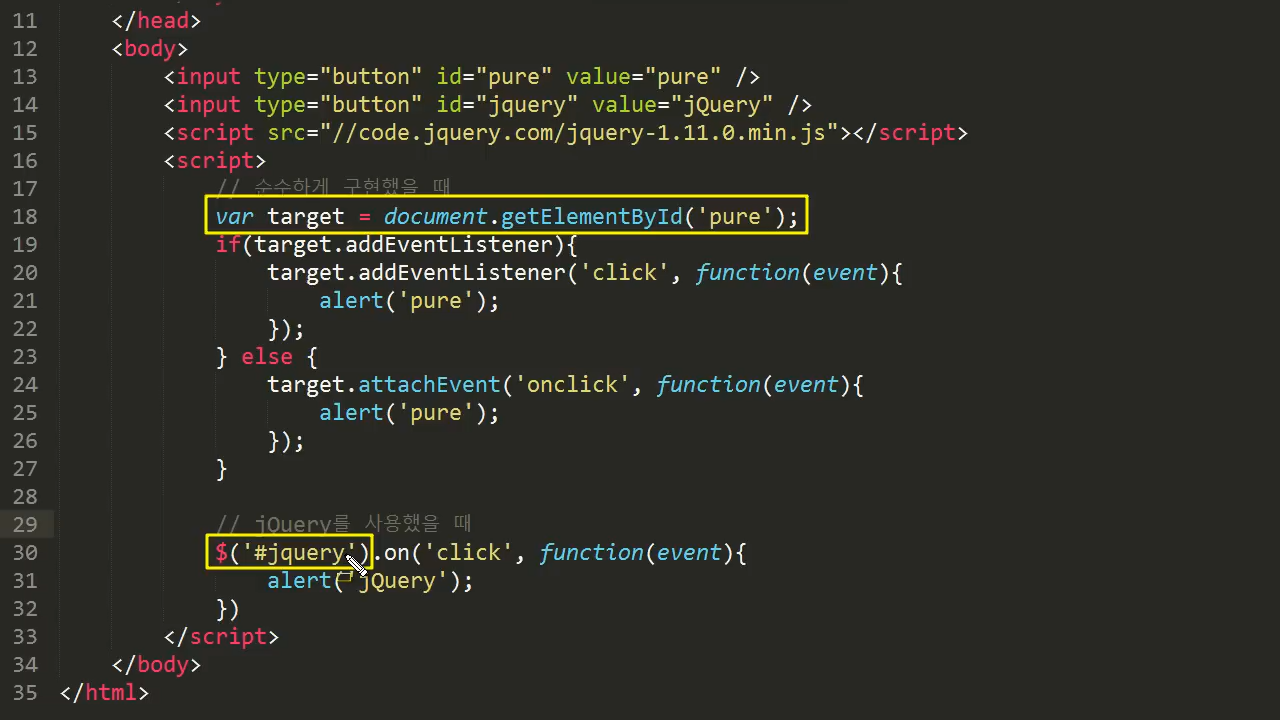 11 </head>
12 <body>
13 <input type="button" id="pure" value="pure" />
14 <input type="button" id="jquery" value="jQuery" />
15 <script src="//code.jquery.com/jquery-1.11.0.min.js"></script>
16 <script>
17 // 순수하게 구현했을 때
18 var target = document.getElementById('pure');
19 if(target.addEventListener){
20 target.addEventListener('click', function(event){
21 alert('pure');
22 });
23 } else {
24 target.attachEvent('onclick', function(event){
25 alert('pure');
26 });
27 }
28
29 // jQuery를 사용했을 때
30 $('#jquery').on('click', function(event){
31 alert('jQuery');
32 })
33 </script>
34 </body>
35 </html>